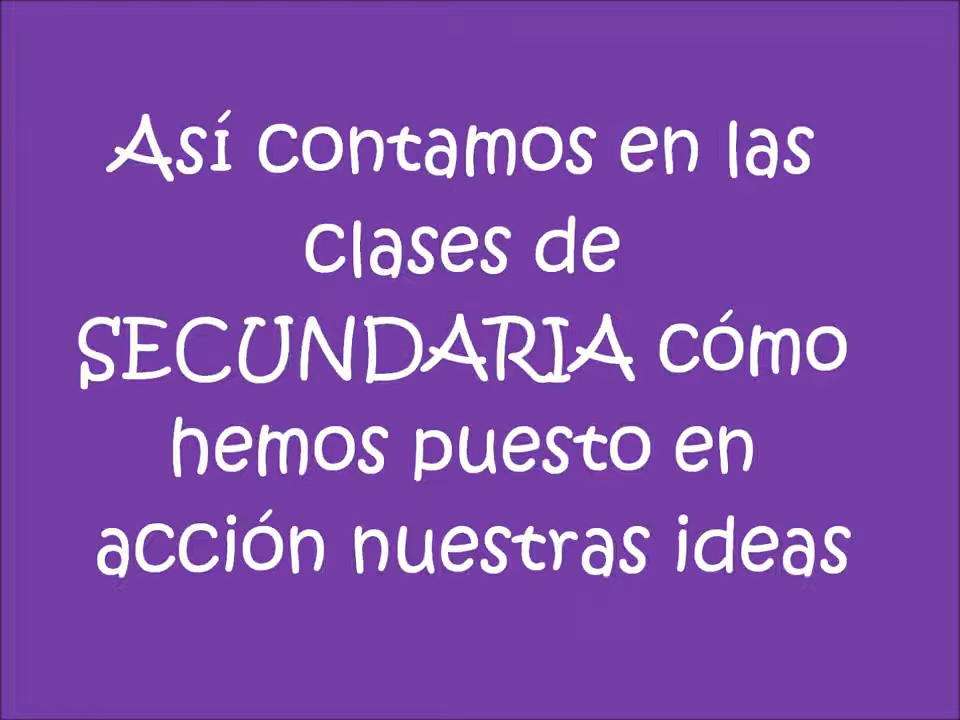 Así contamos en las
clases de
SECUNDARIA cómo
hemos puesto en
acción nuestras ideas